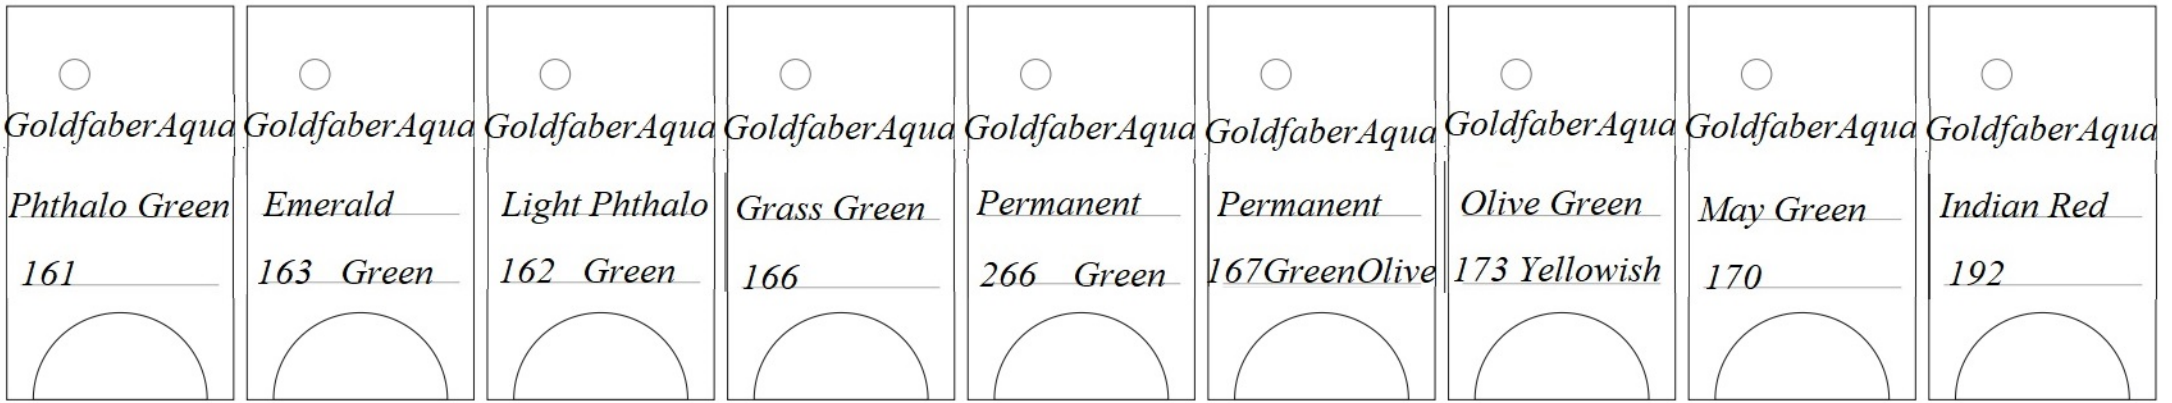 GoldfaberAqua
Phthalo Green
161
GoldfaberAqua
Emerald
163 Green
GoldfaberAqua
Light Phthalo
162 Green
GoldfaberAqua
Grass Green
166
GoldfaberAqua
Permanent
266 Green
GoldfaberAqua
Permanent
167GreenOlive
GoldfaberAqua
Olive Green
173 Yellowish
GoldfaberAqua
May Green
170
GoldfaberAqua
Indian Red
192